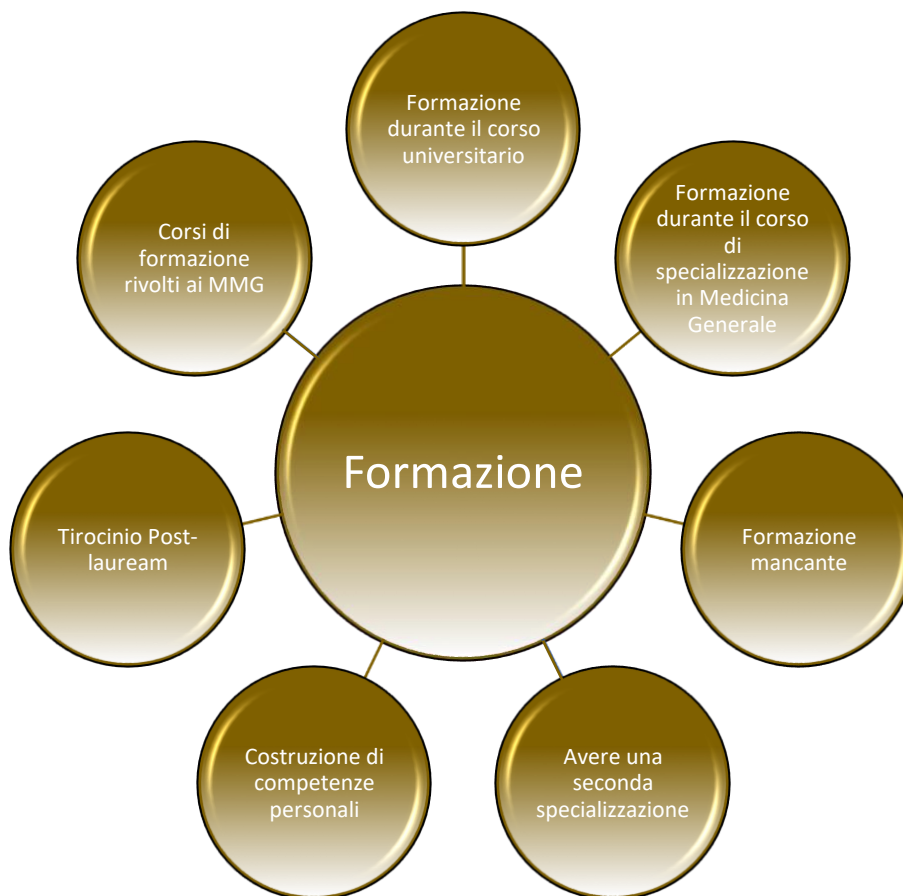 Formazione
durante il corso
universitario
Formazione
durante il corso
di
specializzazione
in Medicina
Generale
Corsi di
formazione
rivolti ai MMG
Formazione
Tirocinio Post-
lauream
Formazione
mancante
Costruzione di
competenze
personali
Avere una
seconda
specializzazione